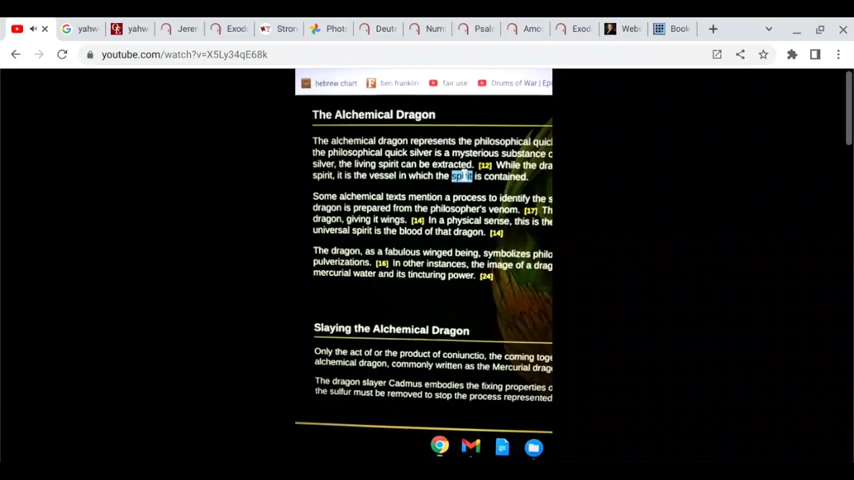 yahw
yahw
Jerer
Exod
Stron
Photo
Deute
Numl
Psaln
Amo
Exod
Webs
Book
youtube.com/watch?v=X5Ly34qE68k
hebrew chart
ben franklin
fair use
Drums of War | Epi
The Alchemical Dragon
The alchemical dragon represents the philosophical quic
the philosophical quick silver is a mysterious substance o
silver, the living spirit can be extracted. [12] While the dra
spirit, it is the vessel in which the spirit is contained.
Some alchemical texts mention a process to identify the s
dragon is prepared from the philosopher's venom. [17] Th
dragon, giving it wings. [14] In a physical sense, this is the
universal spirit is the blood of that dragon. [14]
The dragon, as a fabulous winged being, symbolizes philo
pulverizations. [16] In other instances, the image of a drag
mercurial water and its tincturing power. [24]
Slaying the Alchemical Dragon
Only the act of or the product of coniunctio, the coming toge
alchemical dragon, commonly written as the Mercurial drag
The dragon slayer Cadmus embodies the fixing properties o
the sulfur must be removed to stop the process represented